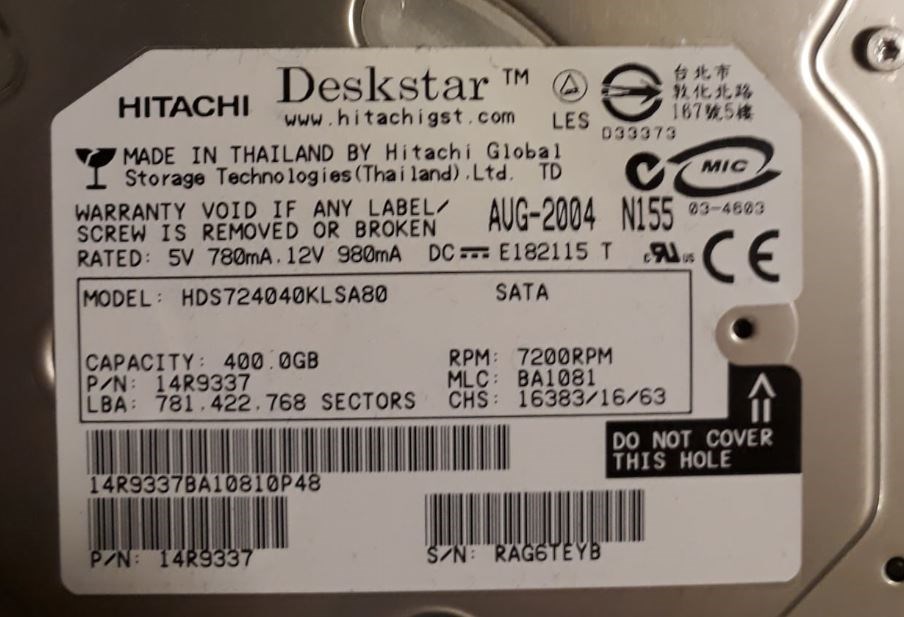 HITACHI Deskstar™
www.hitachigst.com
LES
D33373
台北市
敦化北路
167號5樓
MADE IN THAILAND BY Hitachi Global
Storage Technologies(Thailand).Ltd. TD
MIC
03-4603
WARRANTY VOID IF ANY LABEL/
SCREW IS REMOVED OR BROKEN
AUG-2004 N155
RATED: 5V 780mA.12V 980mA DC E182115 T
c RU us CE
MODEL: HDS724040KLSA80 SATA
CAPACITY: 400.0GB RPM: 7200RPM
P/N: 14R9337 MLC: BA1081
LBA: 781.422.768 SECTORS CHS: 16383/16/63
DO NOT COVER
THIS HOLE
14R9337BA10810P48
P/N: 14R9337
S/N: RAG6TEYB